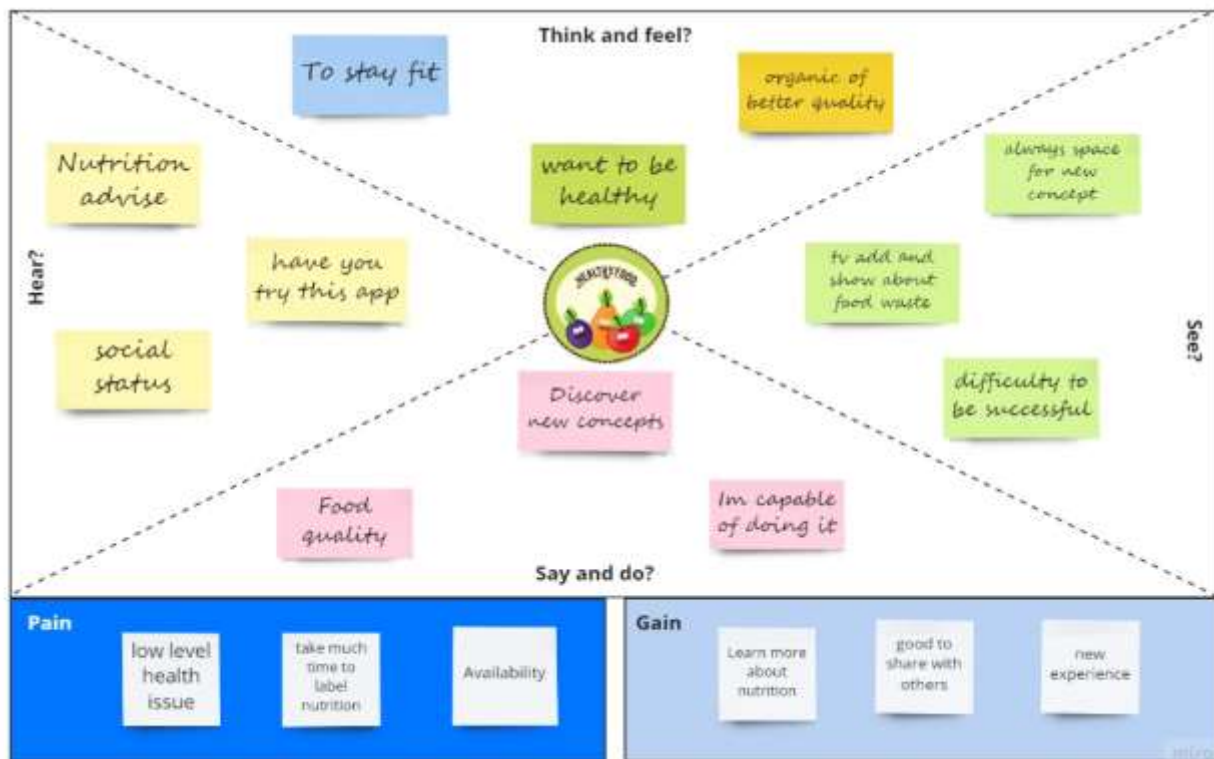 Think and feel?
To stay fit
organic of
better quality
want to be
healthy
Nutrition
advise
have you
try this app
social
status
Hear?
always space
for new
concept
tv add and
show about
food waste
difficulty to
be successful
See?
HEALTHY FOOD
Discover
new concepts
Food
quality
Im capable
of doing it
Say and do?
Pain
low level
health
issue
take much
time to
label
nutrition
Availability
Gain
Learn more
about
nutrition
good to
share with
others
new
experience
miro